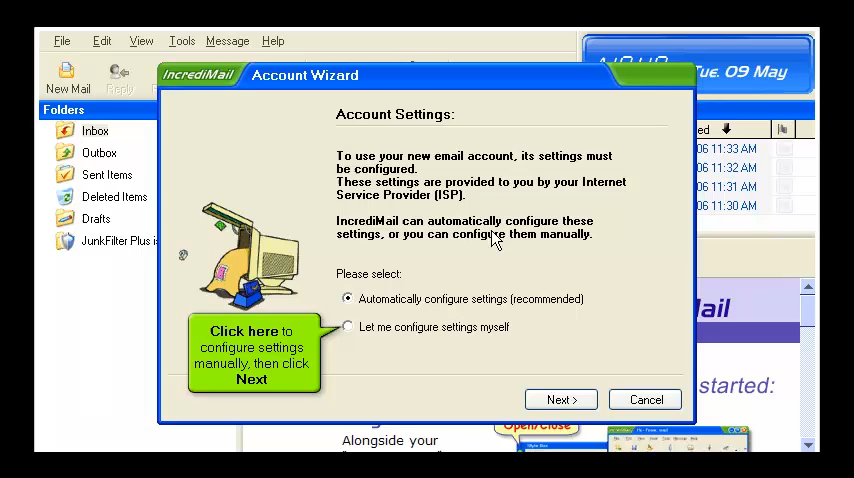 File Edit View Tools Message Help
New Mail Reply
IncrediMail Account Wizard
Tue. 09 May
Folders
Inbox
Outbox
Sent Items
Deleted Items
Drafts
JunkFilter Plus is
ed
06 11:33 AM
06 11:32 AM
06 11:31 AM
06 11:30 AM
Account Settings:
To use your new email account, its settings must
be configured.
These settings are provided to you by your Internet
Service Provider (ISP).
IncrediMail can automatically configure these
settings, or you can configure them manually.
Please select:
Automatically configure settings (recommended)
Let me configure settings myself
Click here to
configure settings
manually, then click
Next
Next >
Cancel
ail
started:
Open/Close
Alongside your